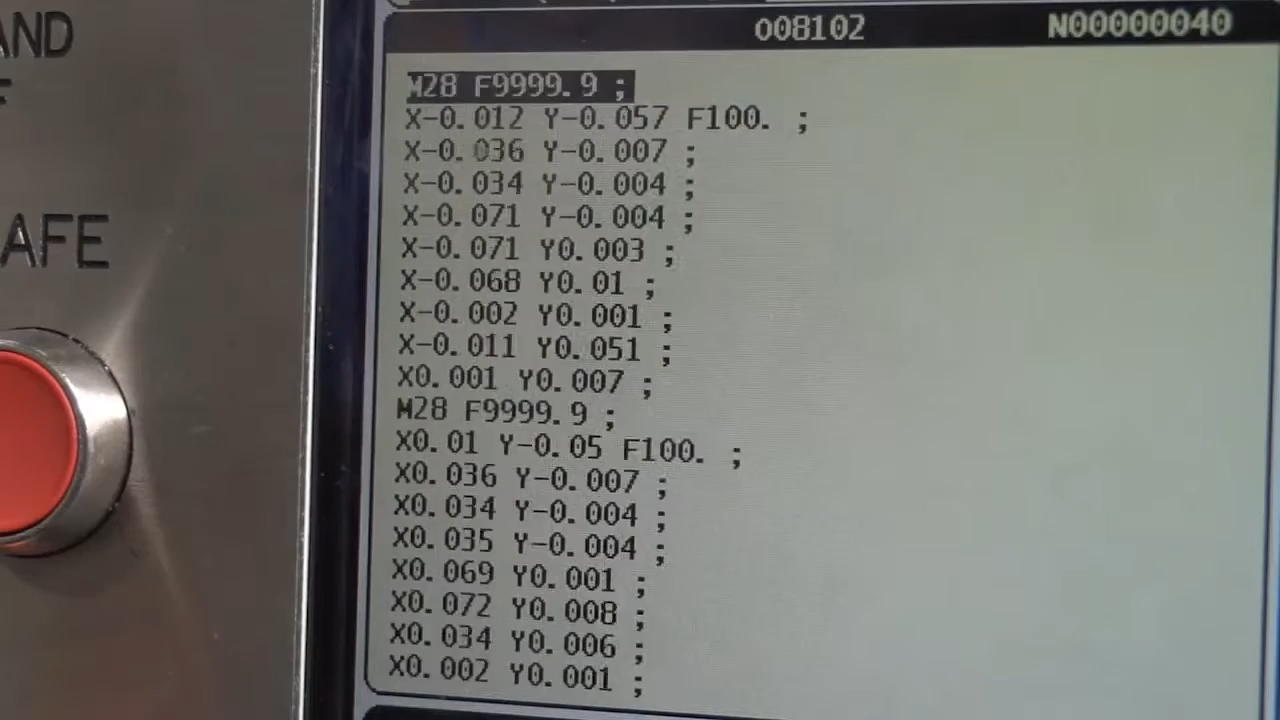 AND
F
AFE
O08102 N00000040
M28 F9999.9 ;
X-0.012 Y-0.057 F100. ;
X-0.036 Y-0.007 ;
X-0.034 Y-0.004 ;
X-0.071 Y-0.004 ;
X-0.071 Y0.003 ;
X-0.068 Y0.01 ;
X-0.002 Y0.001 ;
X-0.011 Y0.051 ;
X0.001 Y0.007 ;
M28 F9999.9 ;
X0.01 Y-0.05 F100. ;
X0.036 Y-0.007 ;
X0.034 Y-0.004 ;
X0.035 Y-0.004 ;
X0.069 Y0.001 ;
X0.072 Y0.008 ;
X0.034 Y0.006 ;
X0.002 Y0.001 ;